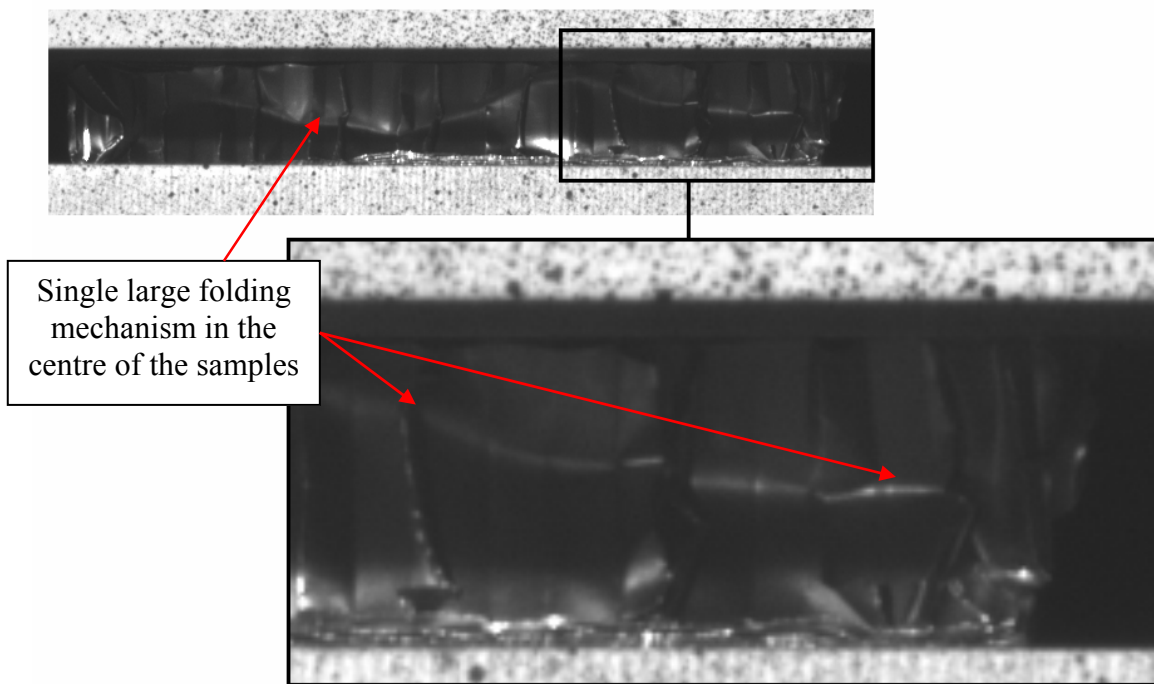 Single large folding
mechanism in the
centre of the samples